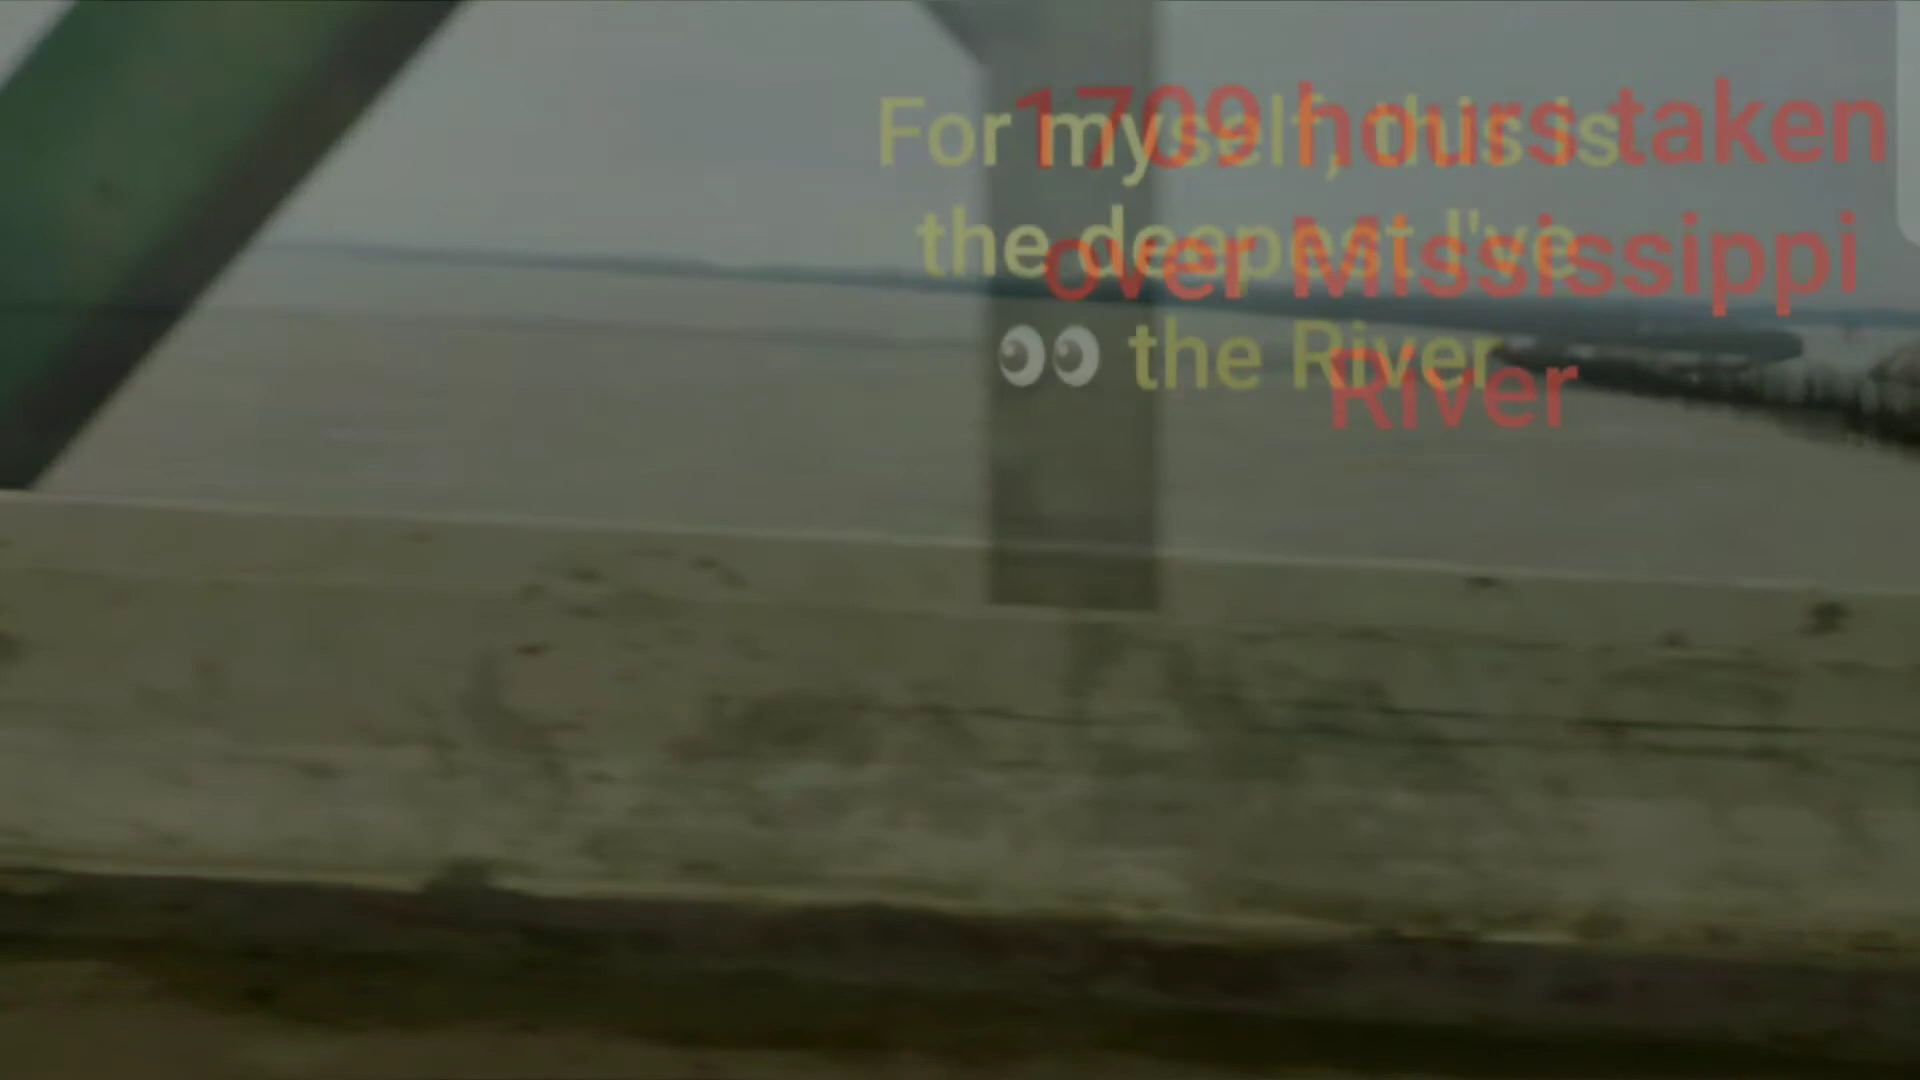 For myself, this is
the deepest I've
👀 the River
1709 hours taken
over Mississippi
River